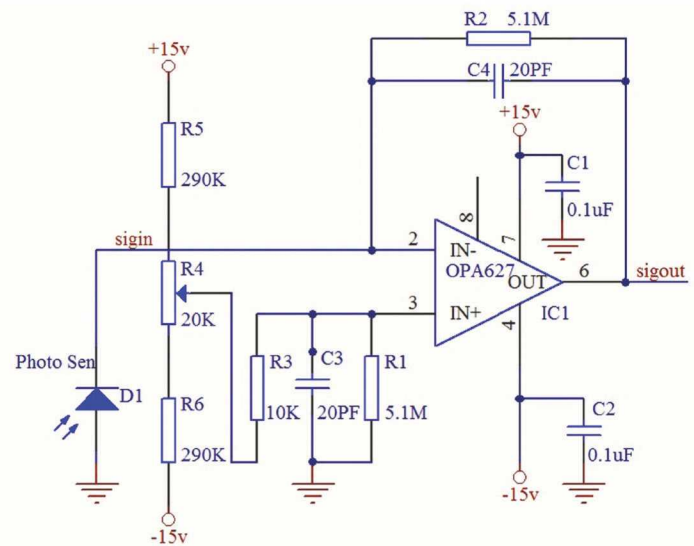 R2 5.1M
C4 20PF
+15v
+15v
R5
290K
C1
0.1uF
sigin
2
8
7
IN-
OPA627
OUT
6
sigout
R4
20K
3
IN+
4
IC1
Photo Sen
D1
R3
10K
C3
20PF
R1
5.1M
R6
290K
C2
0.1uF
-15v
-15v